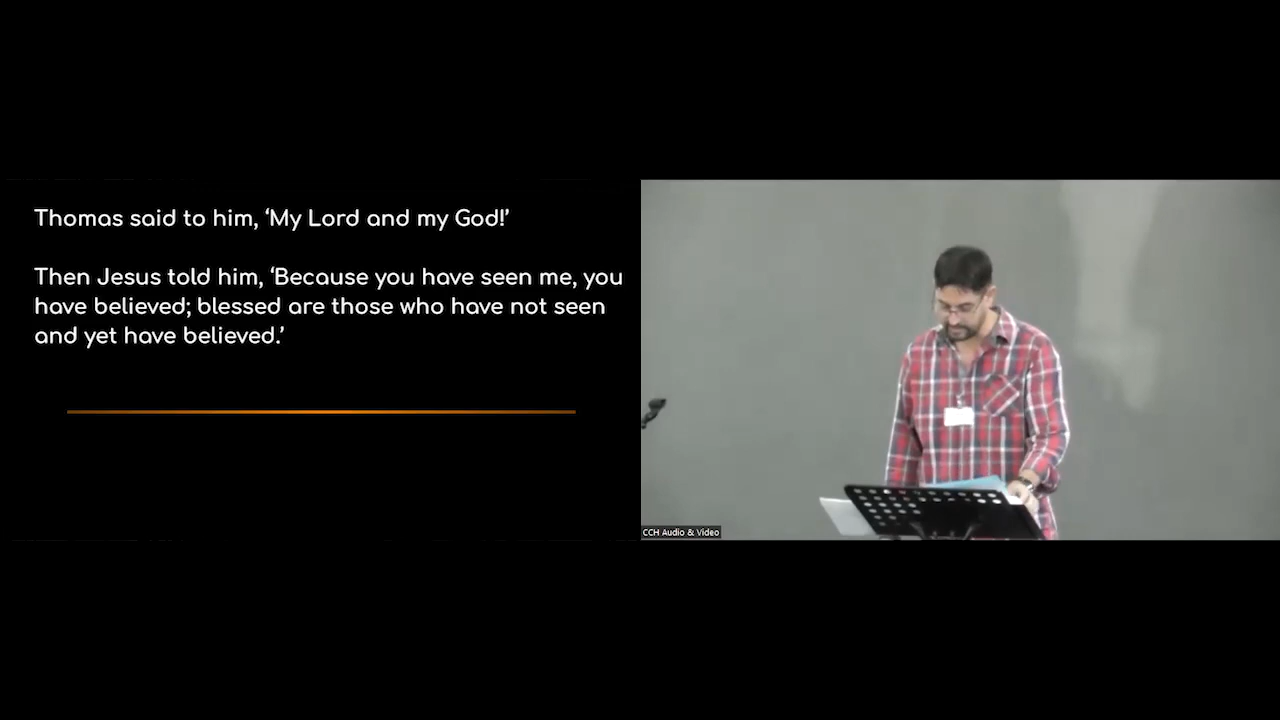 Thomas said to him, ‘My Lord and my God!’
Then Jesus told him, ‘Because you have seen me, you
have believed; blessed are those who have not seen
and yet have believed.’
CCH Audio & Video